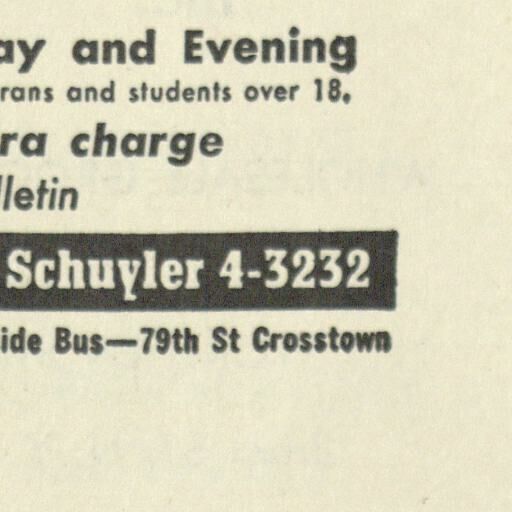 ay and Evening
rans and students over 18.
ra charge
lletin
Schuyler 4-3232
ide Bus—79th St Crosstown